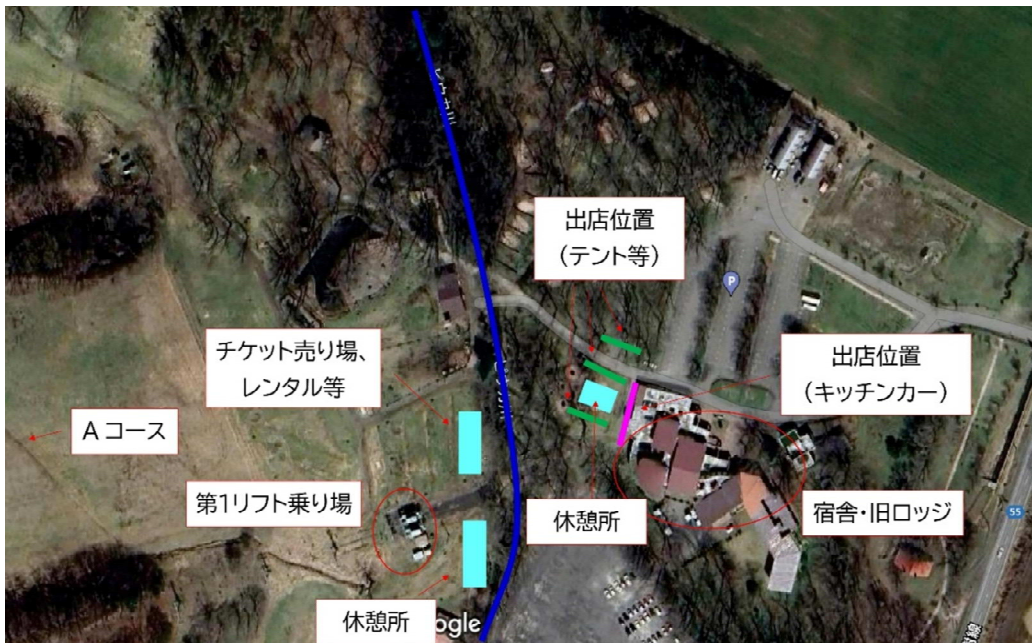 出店位置
（テント等）
P
チケット売り場、
レンタル等
出店位置
（キッチンカー）
Aコース
第1リフト乗り場
休憩所
宿舎・旧ロッジ
55
休憩所
ogle